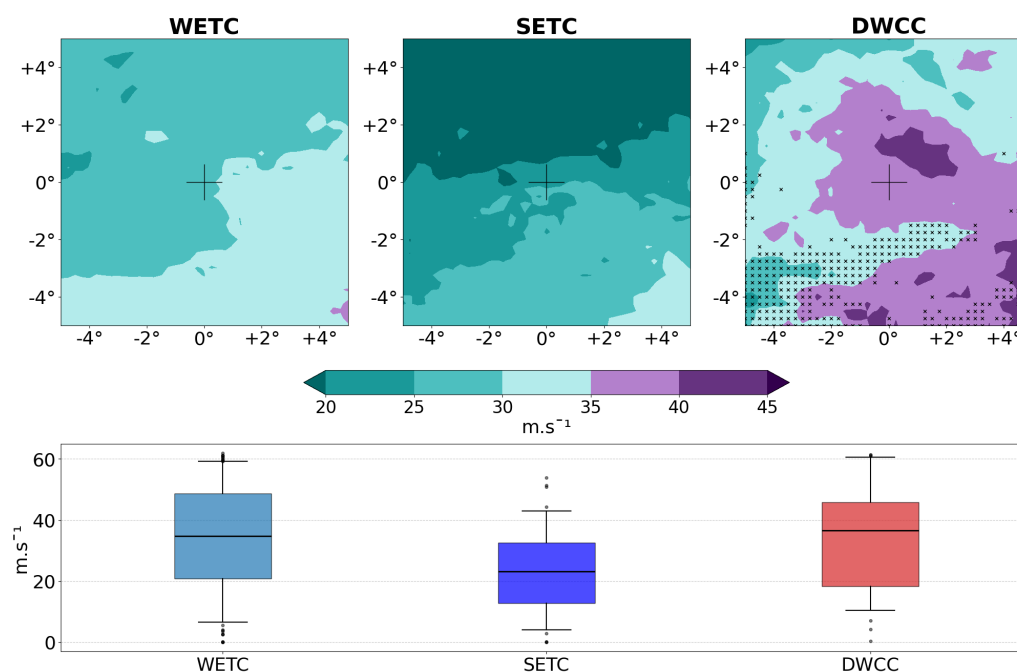 WETC SETC DWCC
+4° +4° +4°
+2° +2° +2°
0° 0° 0°
-2° -2° -2°
-4° -4° -4°
-4° -2° 0° +2° +4° -4° -2° 0° +2° +4° -4° -2° 0° +2° +4°
20 25 30 35 40 45
m.s⁻¹
60
40
20
0
m.s⁻¹
WETC SETC DWCC